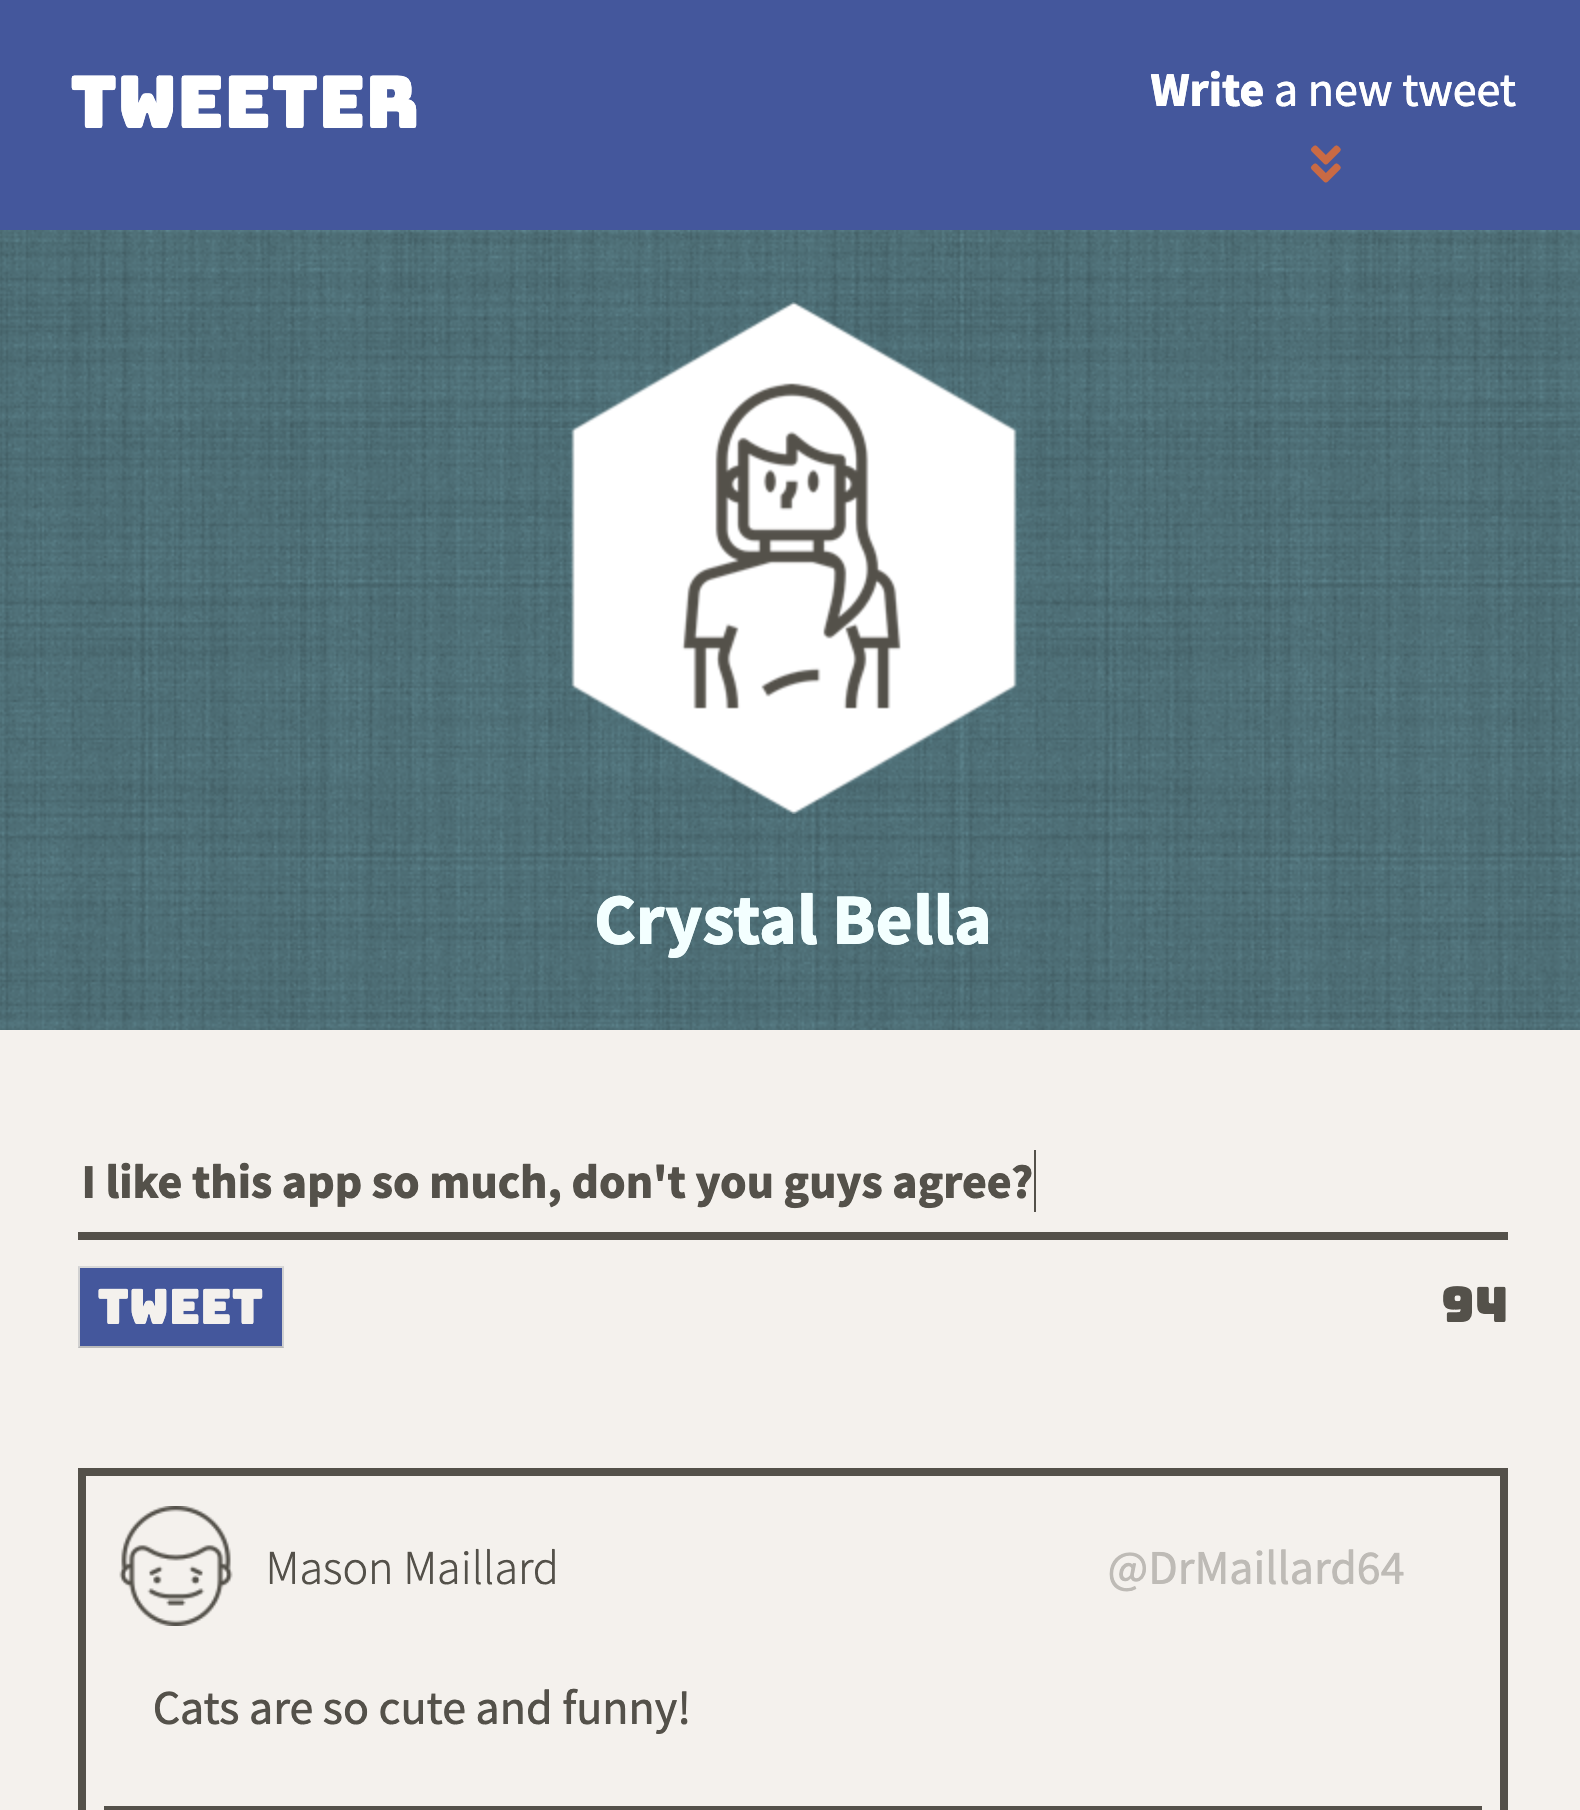 TWEETER
Write a new tweet
Crystal Bella
I like this app so much, don't you guys agree?
TWEET
94
Mason Maillard
@DrMaillard64
Cats are so cute and funny!